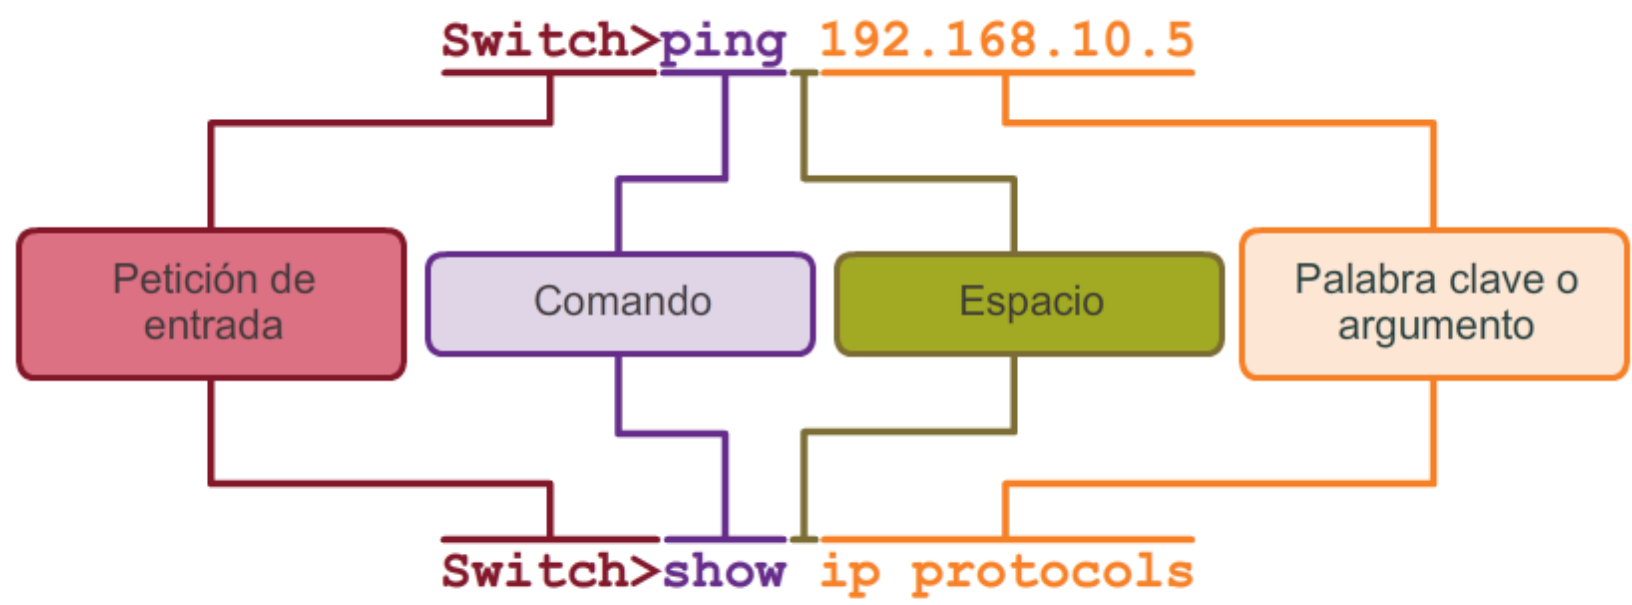 Switch>ping 192.168.10.5
Petición de
entrada
Comando
Espacio
Palabra clave o
argumento
Switch>show ip protocols